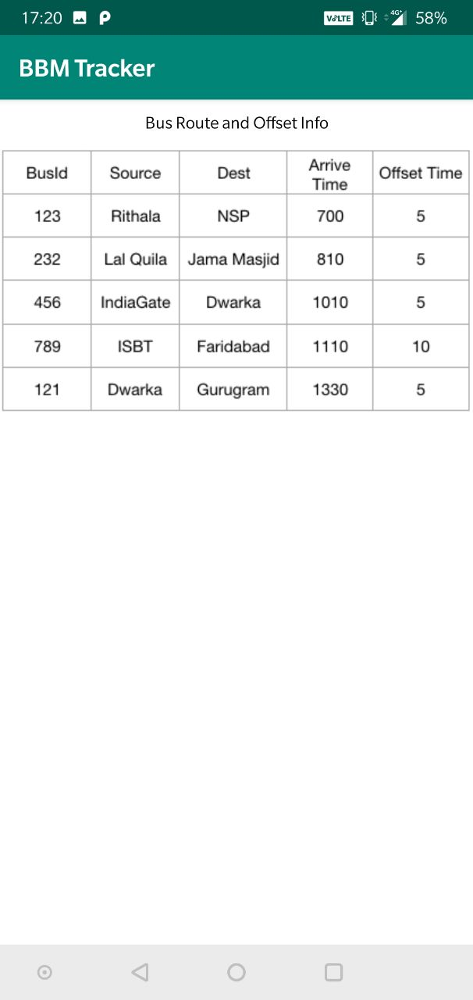 17:20 VoLTE 4G+ 58%
BBM Tracker
Bus Route and Offset Info
BusId Source Dest Arrive Time Offset Time
123 Rithala NSP 700 5
232 Lal Quila Jama Masjid 810 5
456 IndiaGate Dwarka 1010 5
789 ISBT Faridabad 1110 10
121 Dwarka Gurugram 1330 5